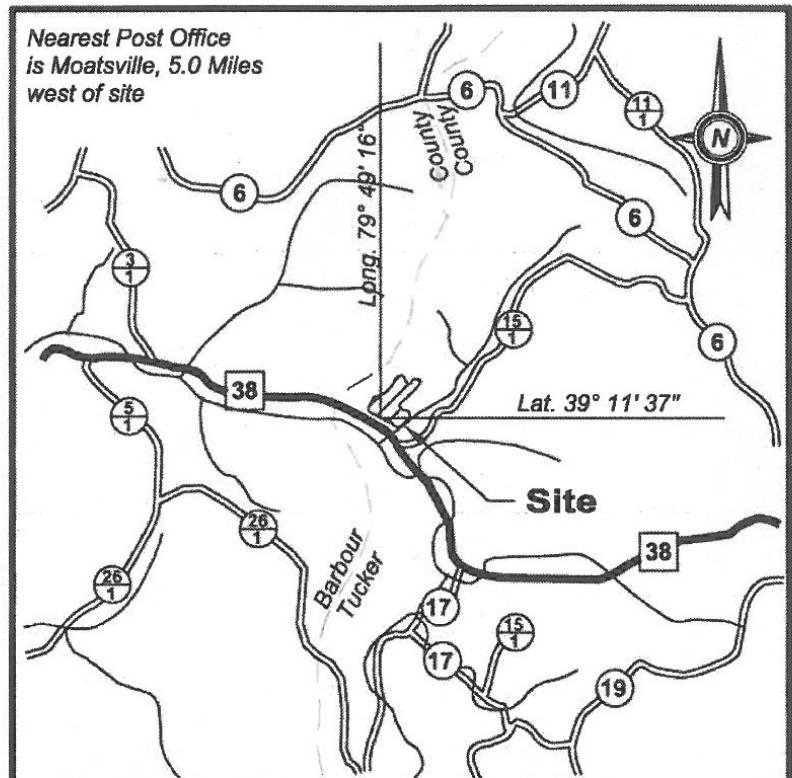 Nearest Post Office
is Moatsville, 5.0 Miles
west of site
6
11
11
1
N
County
County
6
Long. 79° 49' 16"
6
3
1
15
1
6
38
Lat. 39° 11' 37"
5
1
Site
26
1
38
Barbour
Tucker
26
1
17
15
1
17
19